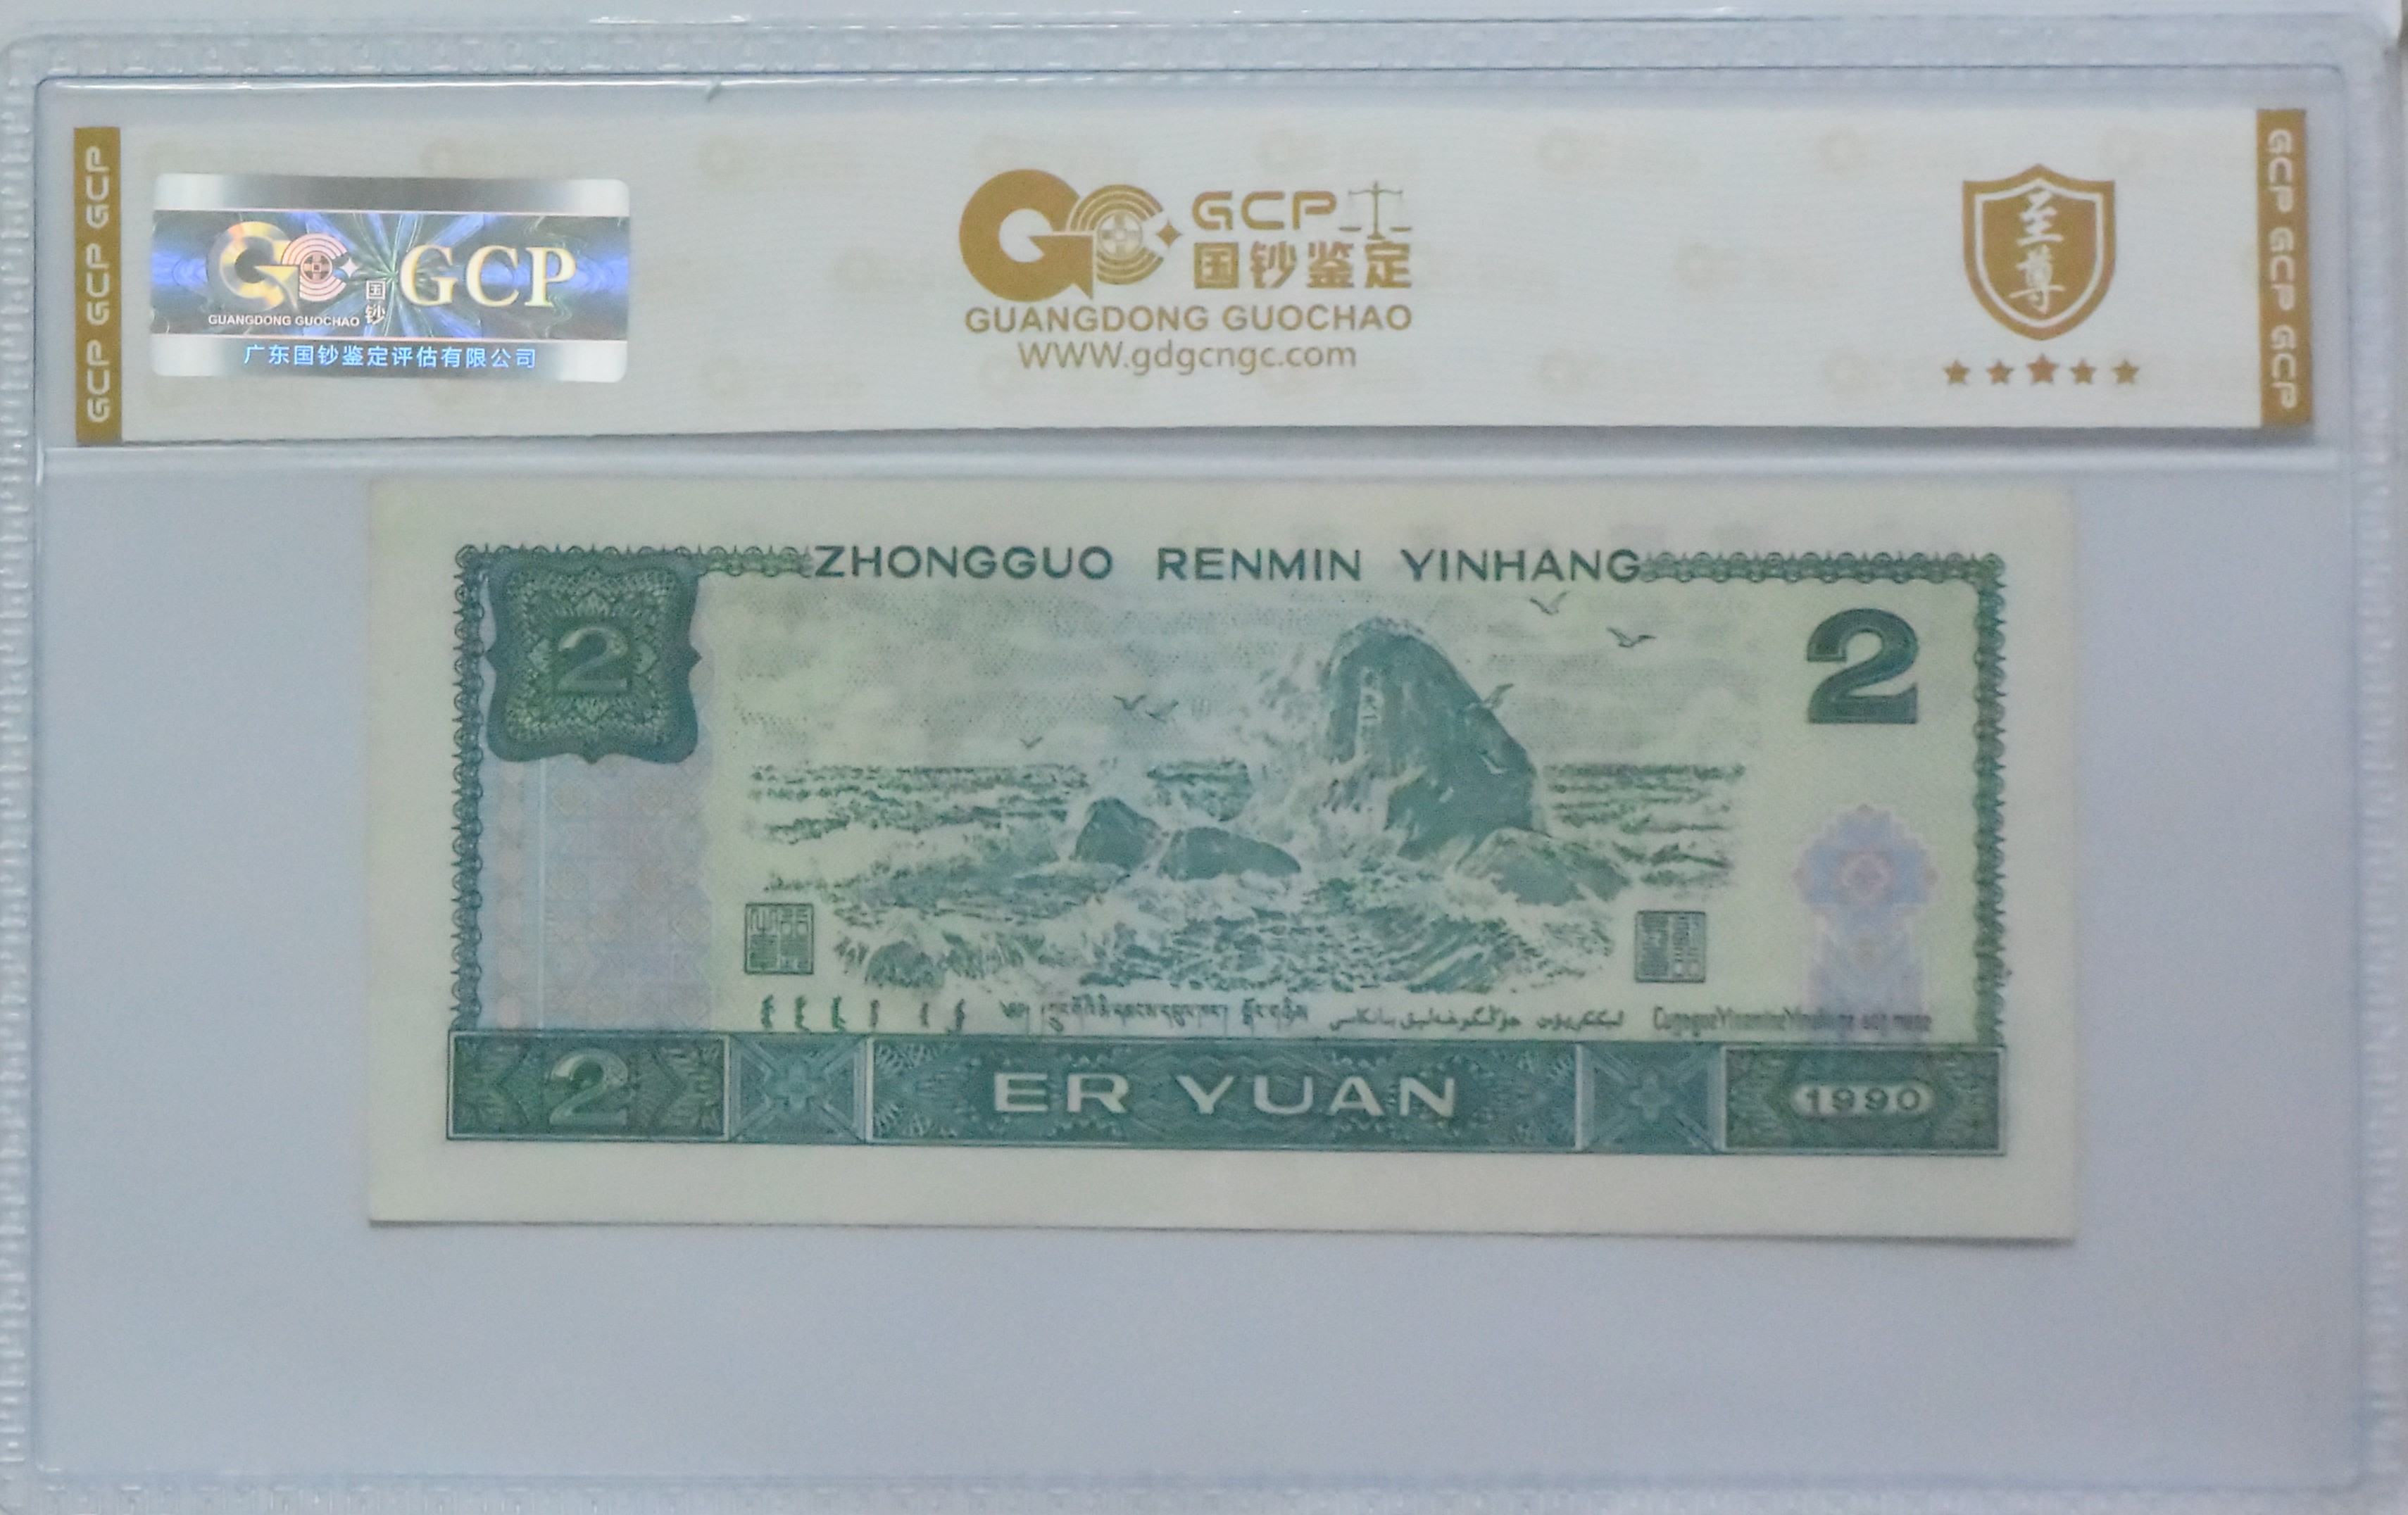 GCP GCP GCP
GCP
国钞
GUANGDONG GUOCHAO
广东国钞鉴定评估有限公司
GCP
国钞鉴定
GUANGDONG GUOCHAO
WWW.gdgcngc.com
至尊
GCP GCP GCP
ZHONGGUO RENMIN YINHANG
2
2
2
ER YUAN
1990